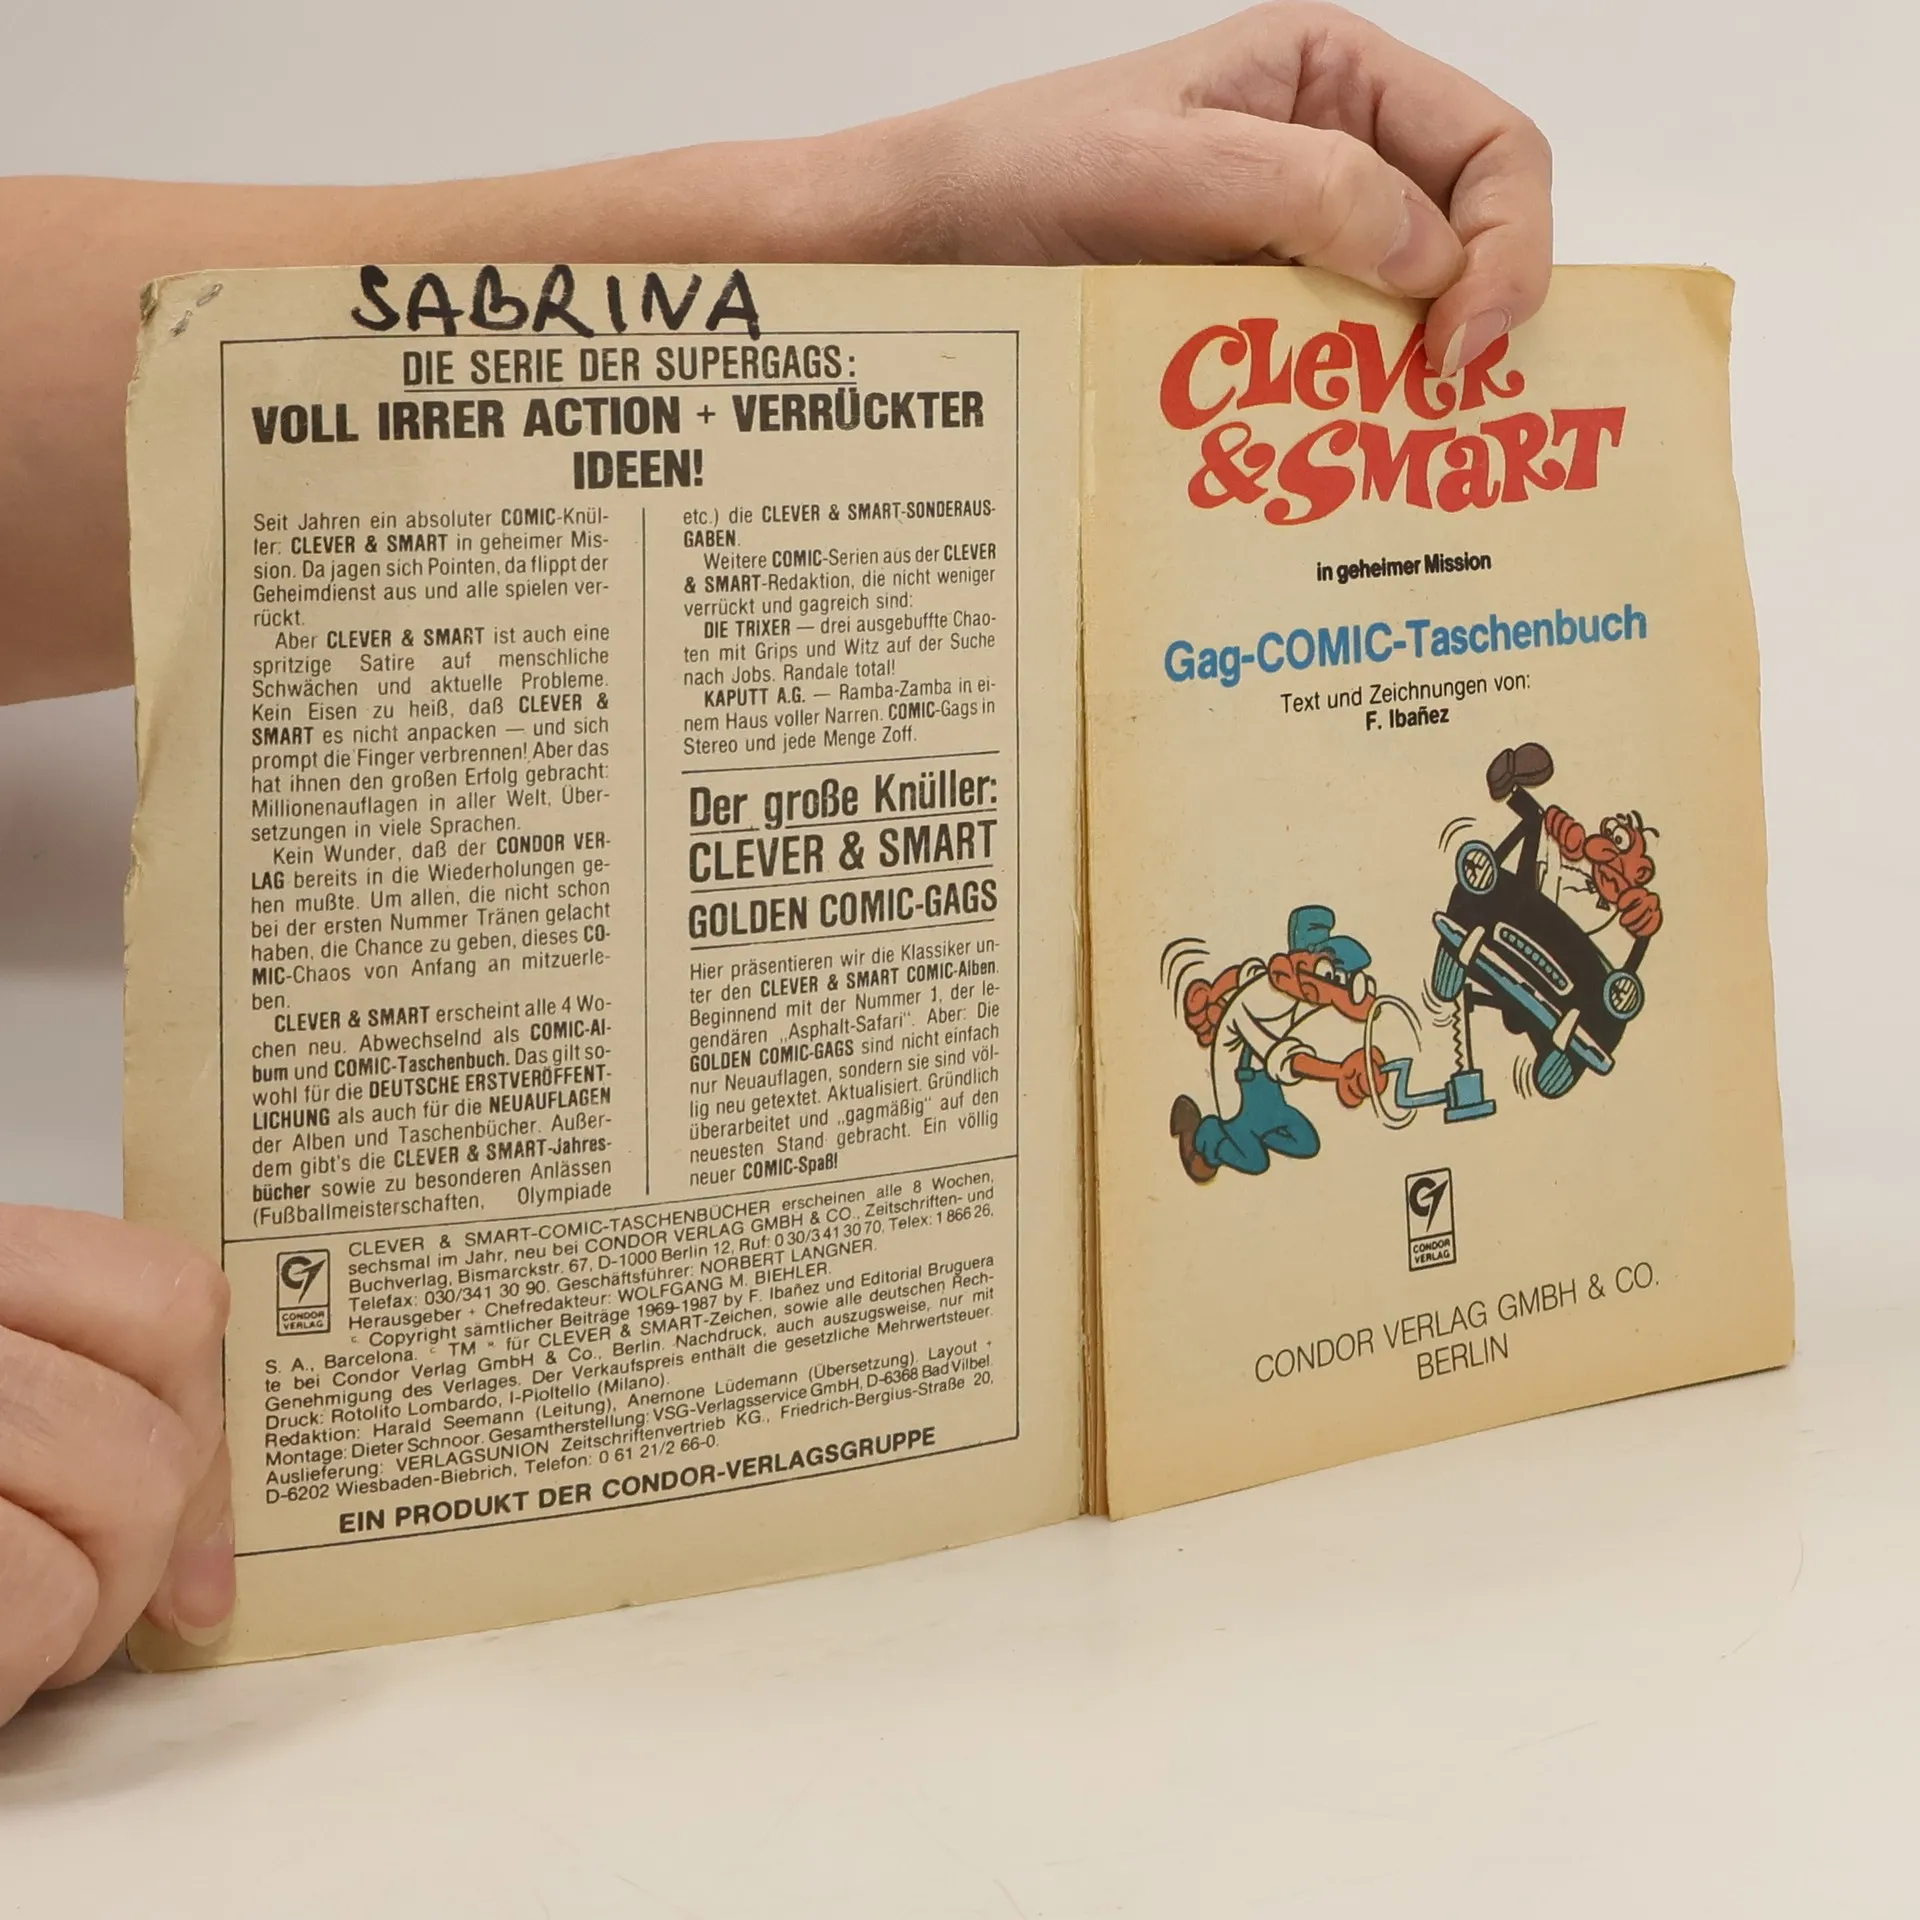 SABRINA
DIE SERIE DER SUPERGAGS:
VOLL IRRER ACTION + VERRÜCKTER
IDEEN!
Seit Jahren ein absoluter COMIC-Knül-
ler: CLEVER & SMART in geheimer Mis-
sion. Da jagen sich Pointen, da flippt der
Geheimdienst aus und alle spielen ver-
rückt.
Aber CLEVER & SMART ist auch eine
spritzige Satire auf menschliche
Schwächen und aktuelle Probleme.
Kein Eisen zu heiß, daß CLEVER &
SMART es nicht anpacken — und sich
prompt die Finger verbrennen! Aber das
hat ihnen den großen Erfolg gebracht:
Millionenauflagen in aller Welt, Über-
setzungen in viele Sprachen.
Kein Wunder, daß der CONDOR VER-
LAG bereits in die Wiederholungen ge-
hen mußte. Um allen, die nicht schon
bei der ersten Nummer Tränen gelacht
haben, die Chance zu geben, dieses CO-
MIC-Chaos von Anfang an mitzuerle-
ben.
CLEVER & SMART erscheint alle 4 Wo-
chen neu. Abwechselnd als COMIC-Al-
bum und COMIC-Taschenbuch. Das gilt so-
wohl für die DEUTSCHE ERSTVERÖFFENT-
LICHUNG als auch für die NEUAUFLAGEN
der Alben und Taschenbücher. Außer-
dem gibt's die CLEVER & SMART-Jahres-
bücher sowie zu besonderen Anlässen
(Fußballmeisterschaften, Olympiade
etc.) die CLEVER & SMART-SONDERAUS-
GABEN.
Weitere COMIC-Serien aus der CLEVER
& SMART-Redaktion, die nicht weniger
verrückt und gagreich sind:
DIE TRIXER — drei ausgebuffte Chao-
ten mit Grips und Witz auf der Suche
nach Jobs. Randale total!
KAPUTT A.G. — Ramba-Zamba in ei-
nem Haus voller Narren. COMIC-Gags in
Stereo und jede Menge Zoff.
Der große Knüller:
CLEVER & SMART
GOLDEN COMIC-GAGS
Hier präsentieren wir die Klassiker un-
ter den CLEVER & SMART COMIC-Alben.
Beginnend mit der Nummer 1, der le-
gendären „Asphalt-Safari“. Aber: Die
GOLDEN COMIC-GAGS sind nicht einfach
nur Neuauflagen, sondern sie sind völ-
lig neu getextet. Aktualisiert. Gründlich
überarbeitet und „gagmäßig“ auf den
neuesten Stand gebracht. Ein völlig
neuer COMIC-Spaß!
CONDOR
VERLAG
CLEVER & SMART-COMIC-TASCHENBÜCHER erscheinen alle 8 Wochen,
sechsmal im Jahr, neu bei CONDOR VERLAG GMBH & CO., Zeitschriften- und
Buchverlag, Bismarckstr. 67, D-1000 Berlin 12, Ruf: 0 30/3 41 30 70, Telex: 1 866 26,
Telefax: 030/341 30 90. Geschäftsführer: NORBERT LANGNER.
Herausgeber + Chefredakteur: WOLFGANG M. BIEHLER.
© Copyright sämtlicher Beiträge 1969-1987 by F. Ibañez und Editorial Bruguera
S. A., Barcelona. © TM ® für CLEVER & SMART-Zeichen, sowie alle deutschen Rech-
te bei Condor Verlag GmbH & Co., Berlin. Nachdruck, auch auszugsweise, nur mit
Genehmigung des Verlages. Der Verkaufspreis enthält die gesetzliche Mehrwertsteuer.
Druck: Rotolito Lombardo, I-Pioltello (Milano).
Redaktion: Harald Seemann (Leitung), Anemone Lüdemann (Übersetzung). Layout +
Montage: Dieter Schnoor. Gesamtherstellung: VSG-Verlagsservice GmbH, D-6368 Bad Vilbel.
Auslieferung: VERLAGSUNION Zeitschriftenvertrieb KG., Friedrich-Bergius-Straße 20,
D-6202 Wiesbaden-Biebrich, Telefon: 0 61 21/2 66-0.
EIN PRODUKT DER CONDOR-VERLAGSGRUPPE
CLEVER
& SMART
in geheimer Mission
Gag-COMIC-Taschenbuch
Text und Zeichnungen von:
F. Ibañez
CONDOR
VERLAG
CONDOR VERLAG GMBH & CO.
BERLIN